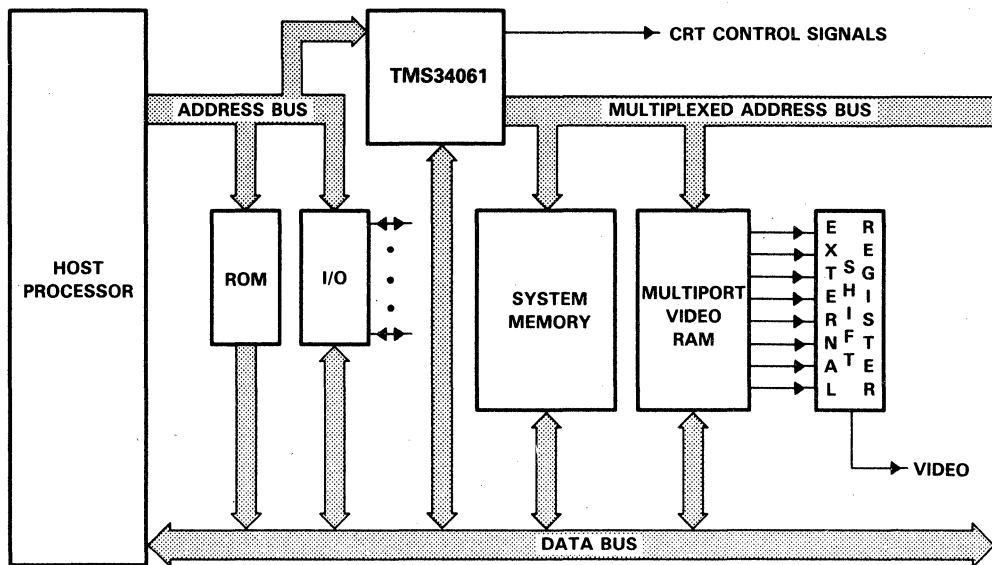 CRT CONTROL SIGNALS
TMS34061
ADDRESS BUS
MULTIPLEXED ADDRESS BUS
HOST
PROCESSOR
ROM
I/O
SYSTEM
MEMORY
MULTIPORT
VIDEO
RAM
EXTERNAL
SHIFT
REGISTER
VIDEO
DATA BUS